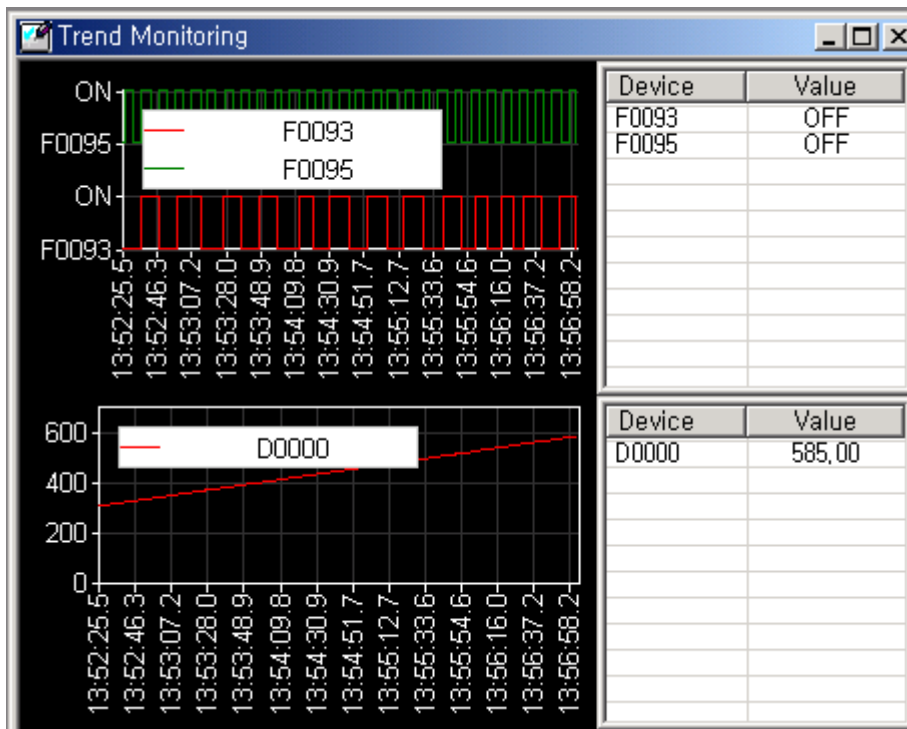 Trend Monitoring
ON
F0095
ON
F0093
F0093
F0095
13:52:25.5
13:52:46.3
13:53:07.2
13:53:28.0
13:53:48.9
13:54:09.8
13:54:30.9
13:54:51.7
13:55:12.7
13:55:33.6
13:55:54.6
13:56:16.0
13:56:37.2
13:56:58.2
Device Value
F0093 OFF
F0095 OFF
600
400
200
0
D0000
13:52:25.5
13:52:46.3
13:53:07.2
13:53:28.0
13:53:48.9
13:54:09.8
13:54:30.9
13:54:51.7
13:55:12.7
13:55:33.6
13:55:54.6
13:56:16.0
13:56:37.2
13:56:58.2
Device Value
D0000 585,00